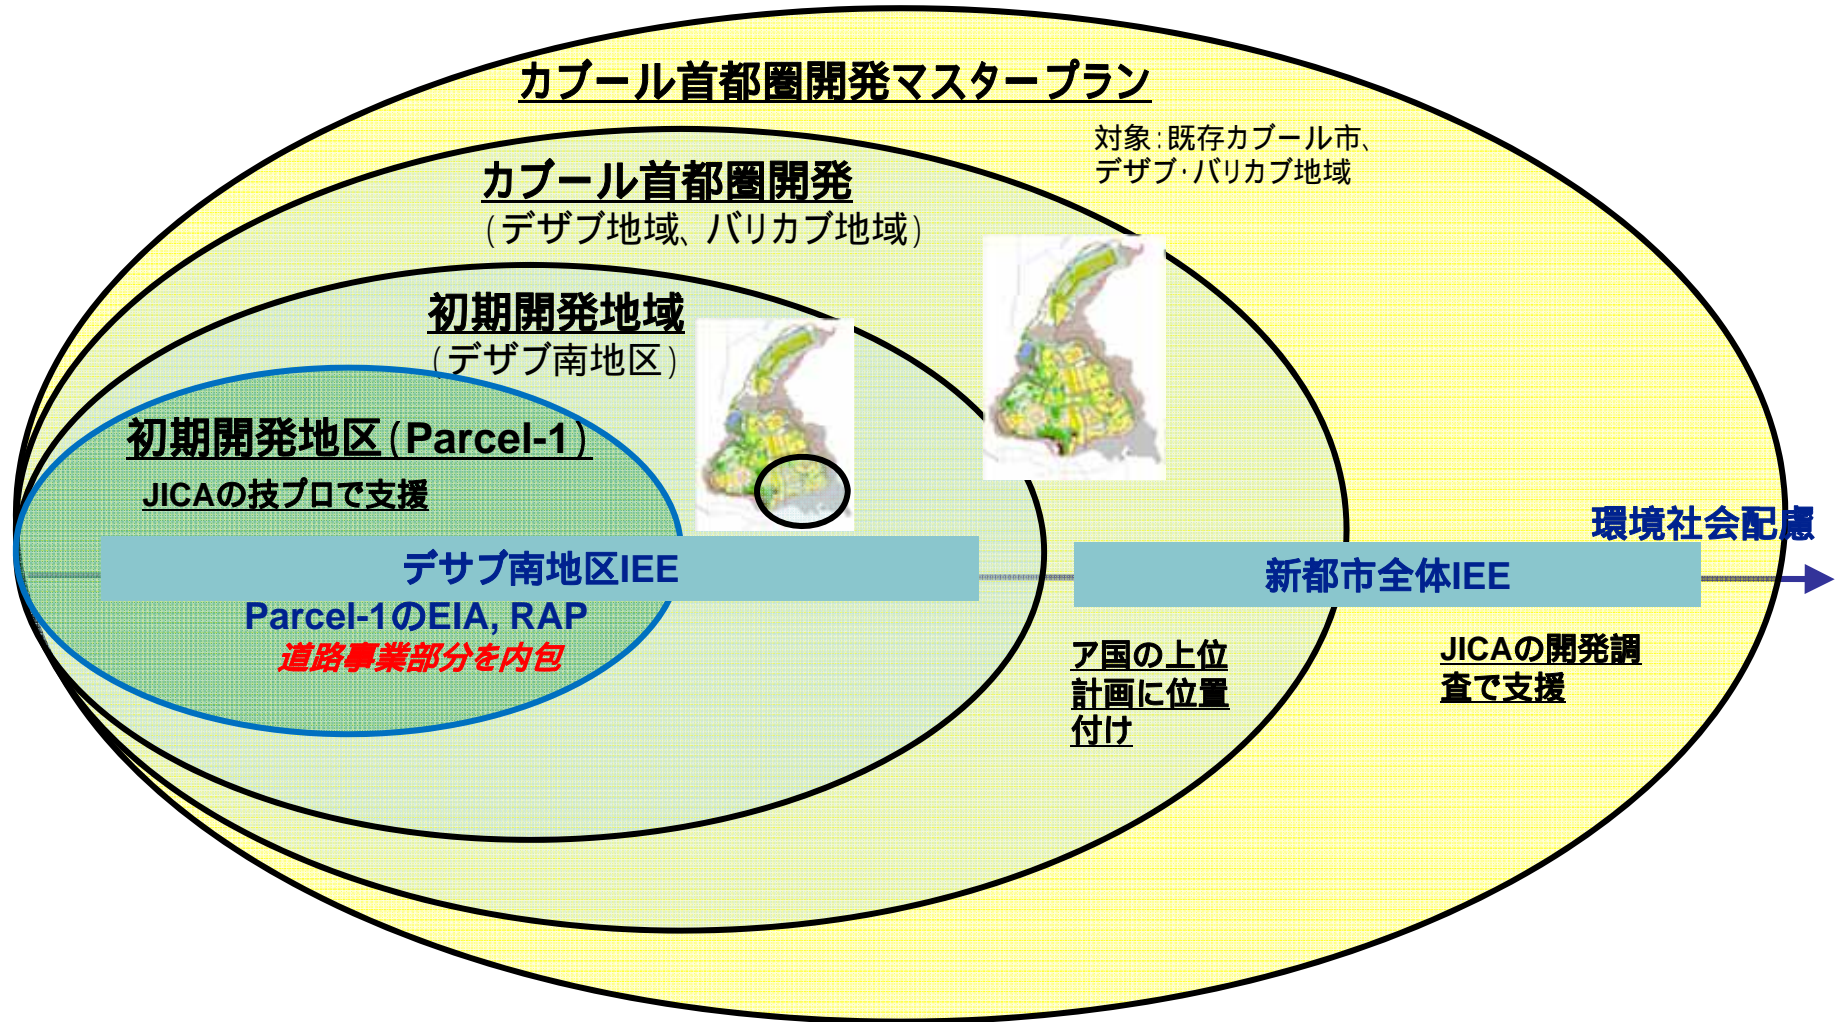 カブール首都圏開発マスタープラン
対象:既存カブール市、
デザブ・バリカブ地域
カブール首都圏開発
(デザブ地域、バリカブ地域)
初期開発地域
(デザブ南地区)
初期開発地区(Parcel-1)
JICAの技プロで支援
環境社会配慮
デサブ南地区IEE
新都市全体IEE
Parcel-1のEIA, RAP
道路事業部分を内包
ア国の上位
計画に位置
付け
JICAの開発調
査で支援